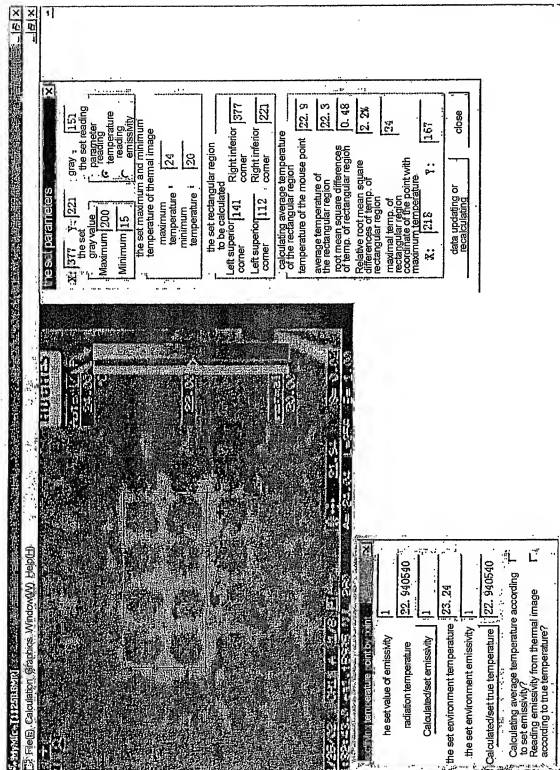 File(F) Calculation Graphics Window(W) Help(H)
HUGHES
24.00
22.00
20.00
the set parameters
X: 377 Y: 221 gray: 151
the set
gray value
Maximum 200
Minimum 15
the set reading
parameter
reading
temperature
reading
emissivity
the set maximum and minimum
temperature of thermal image
maximum
temperature 24
minimum
temperature 20
the set rectangular region
to be calculated
Left superior corner 141 Right inferior corner 377
Left superior corner 112 Right inferior corner 221
calculating average temperature
of the rectangular region
temperature of the mouse point 22.9
average temperature of
the rectangular region 22.3
root mean square differences
of temp. of rectangular region 0.48
Relative root mean square
differences of temp. of
rectangular region 2.2%
maximal temp. of
rectangular region 24
coordinate of the point with
maximum temperature
X: 218 Y: 167
data updating or
recalculating
close
he set value of emissivity 1
radiation temperature 22.940540
Calculated/set emissivity 1
the set environment temperature 23.24
the set environment emissivity 1
Calculated/set true temperature 22.940540
Calculating average temperature according
to set emissivity?
Reading emissivity from thermal image
according to true temperature?